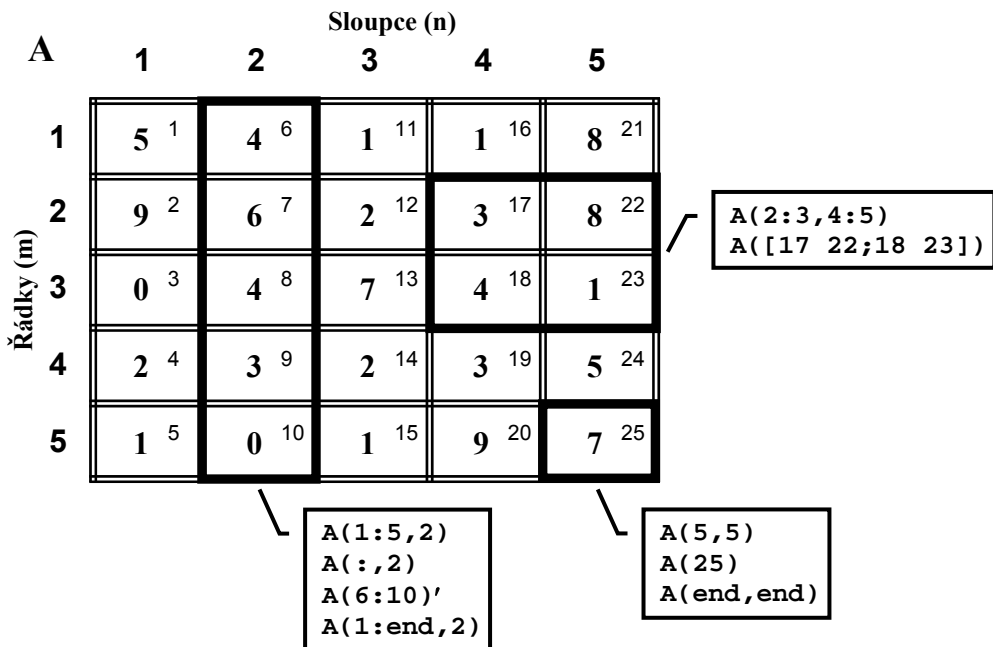 Sloupce (n)
A
1 2 3 4 5
Řádky (m)
1 5 1 4 6 1 11 1 16 8 21
2 9 2 6 7 2 12 3 17 8 22
3 0 3 4 8 7 13 4 18 1 23
4 2 4 3 9 2 14 3 19 5 24
5 1 5 0 10 1 15 9 20 7 25
A(2:3,4:5)
A([17 22;18 23])
A(1:5,2)
A(:,2)
A(6:10)′
A(1:end,2)
A(5,5)
A(25)
A(end,end)